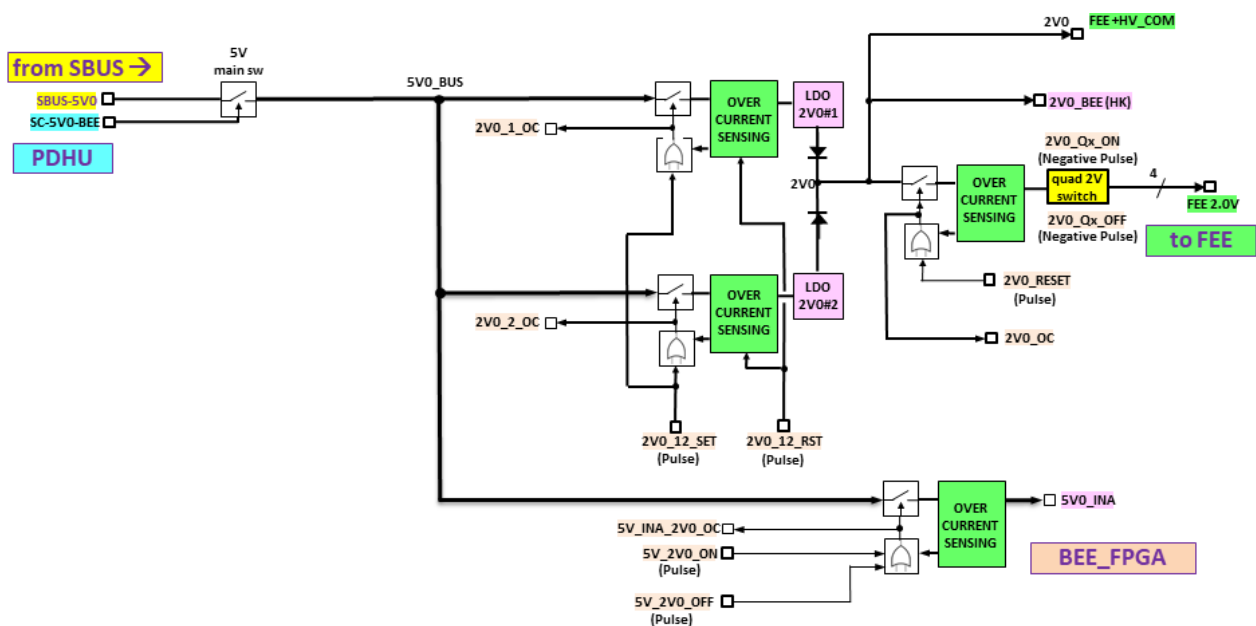 from SBUS →
5V
main sw
SBUS-5V0
SC-5V0-BEE
PDHU
5V0_BUS
2V0_1_OC
OVER
CURRENT
SENSING
LDO
2V0#1
2V0
2V0
FEE +HV_COM
2V0_BEE (HK)
2V0_Qx_ON
(Negative Pulse)
OVER
CURRENT
SENSING
quad 2V
switch
4
FEE 2.0V
2V0_Qx_OFF
(Negative Pulse)
to FEE
2V0_RESET
(Pulse)
2V0_OC
2V0_2_OC
OVER
CURRENT
SENSING
LDO
2V0#2
2V0_12_SET
(Pulse)
2V0_12_RST
(Pulse)
OVER
CURRENT
SENSING
5V0_INA
5V_INA_2V0_OC
5V_2V0_ON
(Pulse)
5V_2V0_OFF
(Pulse)
BEE_FPGA